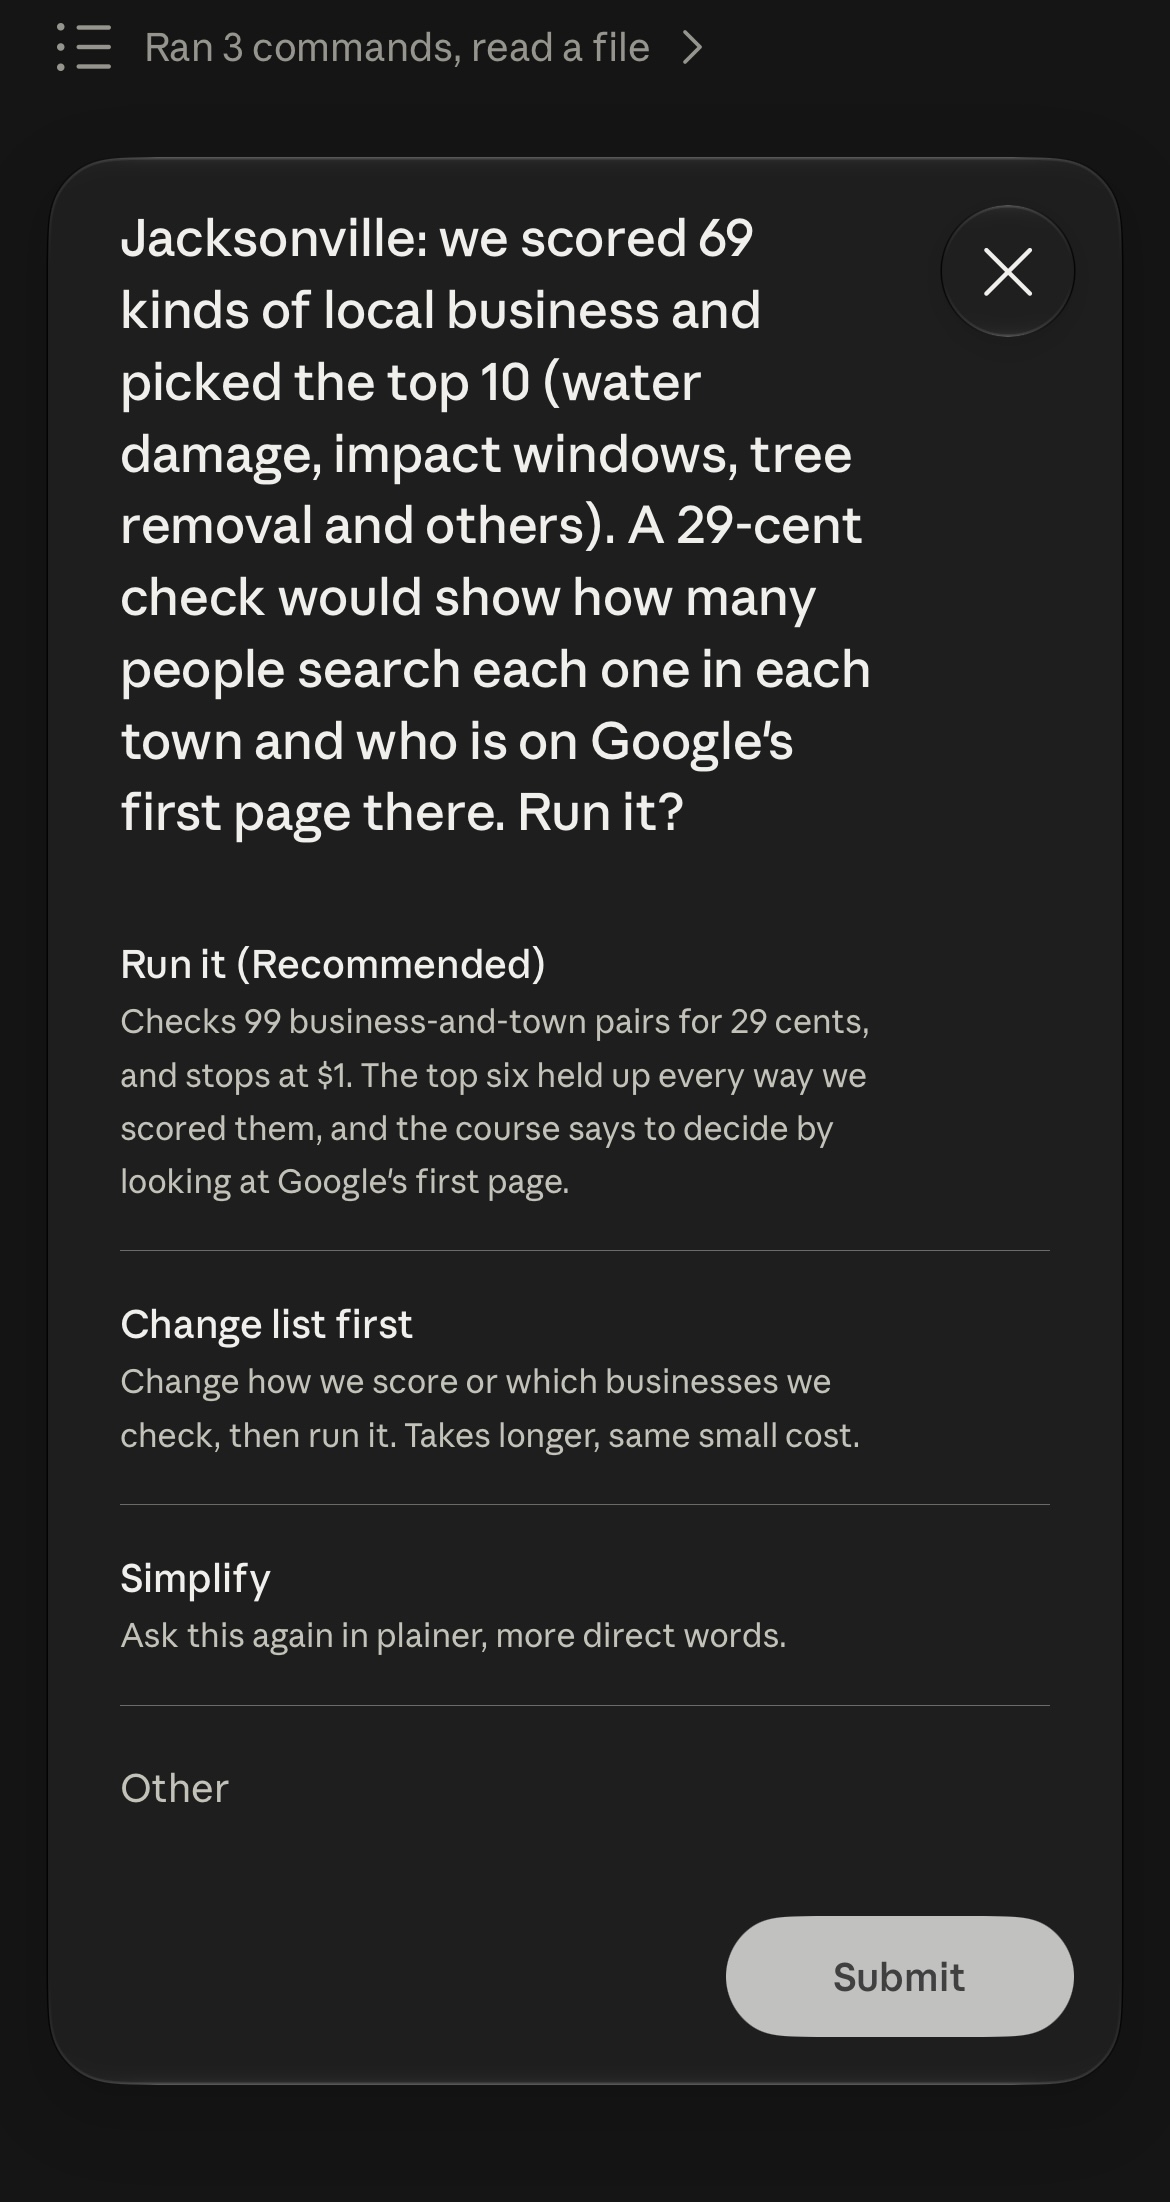 Ran 3 commands, read a file
Jacksonville: we scored 69
kinds of local business and
picked the top 10 (water
damage, impact windows, tree
removal and others). A 29-cent
check would show how many
people search each one in each
town and who is on Google's
first page there. Run it?
Run it (Recommended)
Checks 99 business-and-town pairs for 29 cents,
and stops at $1. The top six held up every way we
scored them, and the course says to decide by
looking at Google's first page.
Change list first
Change how we score or which businesses we
check, then run it. Takes longer, same small cost.
Simplify
Ask this again in plainer, more direct words.
Other
Submit